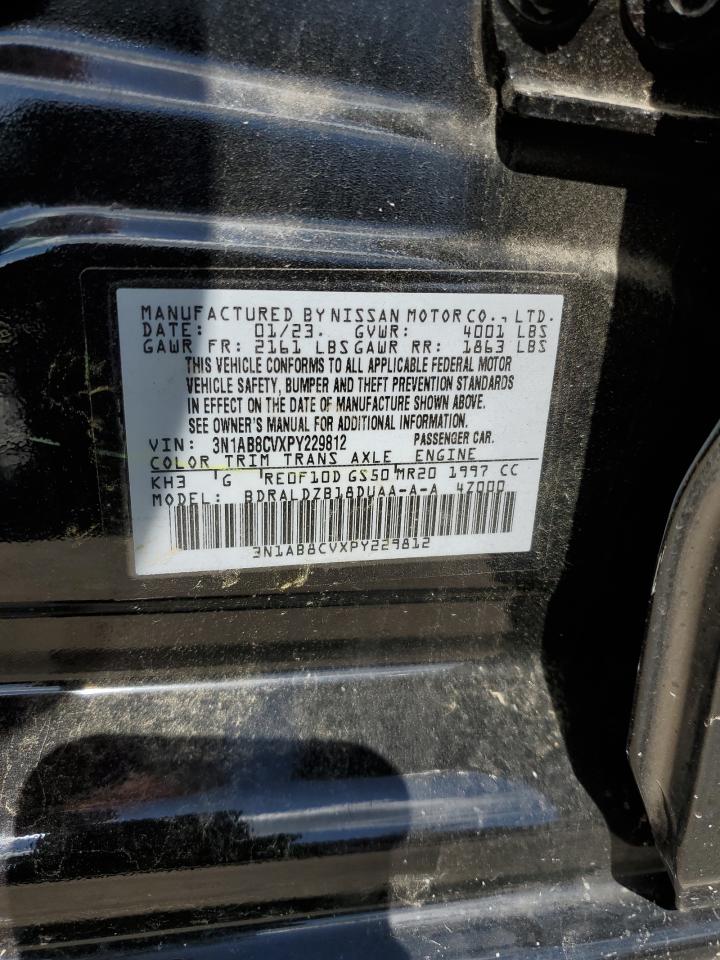 MANUFACTURED BY NISSAN MOTOR CO., LTD.
DATE: 01/23. GVWR: 4001 LBS
GAWR FR: 2161 LBS GAWR RR: 1863 LBS
THIS VEHICLE CONFORMS TO ALL APPLICABLE FEDERAL MOTOR
VEHICLE SAFETY, BUMPER AND THEFT PREVENTION STANDARDS
IN EFFECT ON THE DATE OF MANUFACTURE SHOWN ABOVE.
SEE OWNER'S MANUAL FOR ADDITIONAL INFORMATION.
VIN: 3N1AB8CVXPY229812 PASSENGER CAR.
COLOR TRIM TRANS AXLE ENGINE
KH3 G RE0F10D GS50 MR20 1997 CC
MODEL: BDRALDZB18DUAA-A-A 47000
3N1AB8CVXPY229812